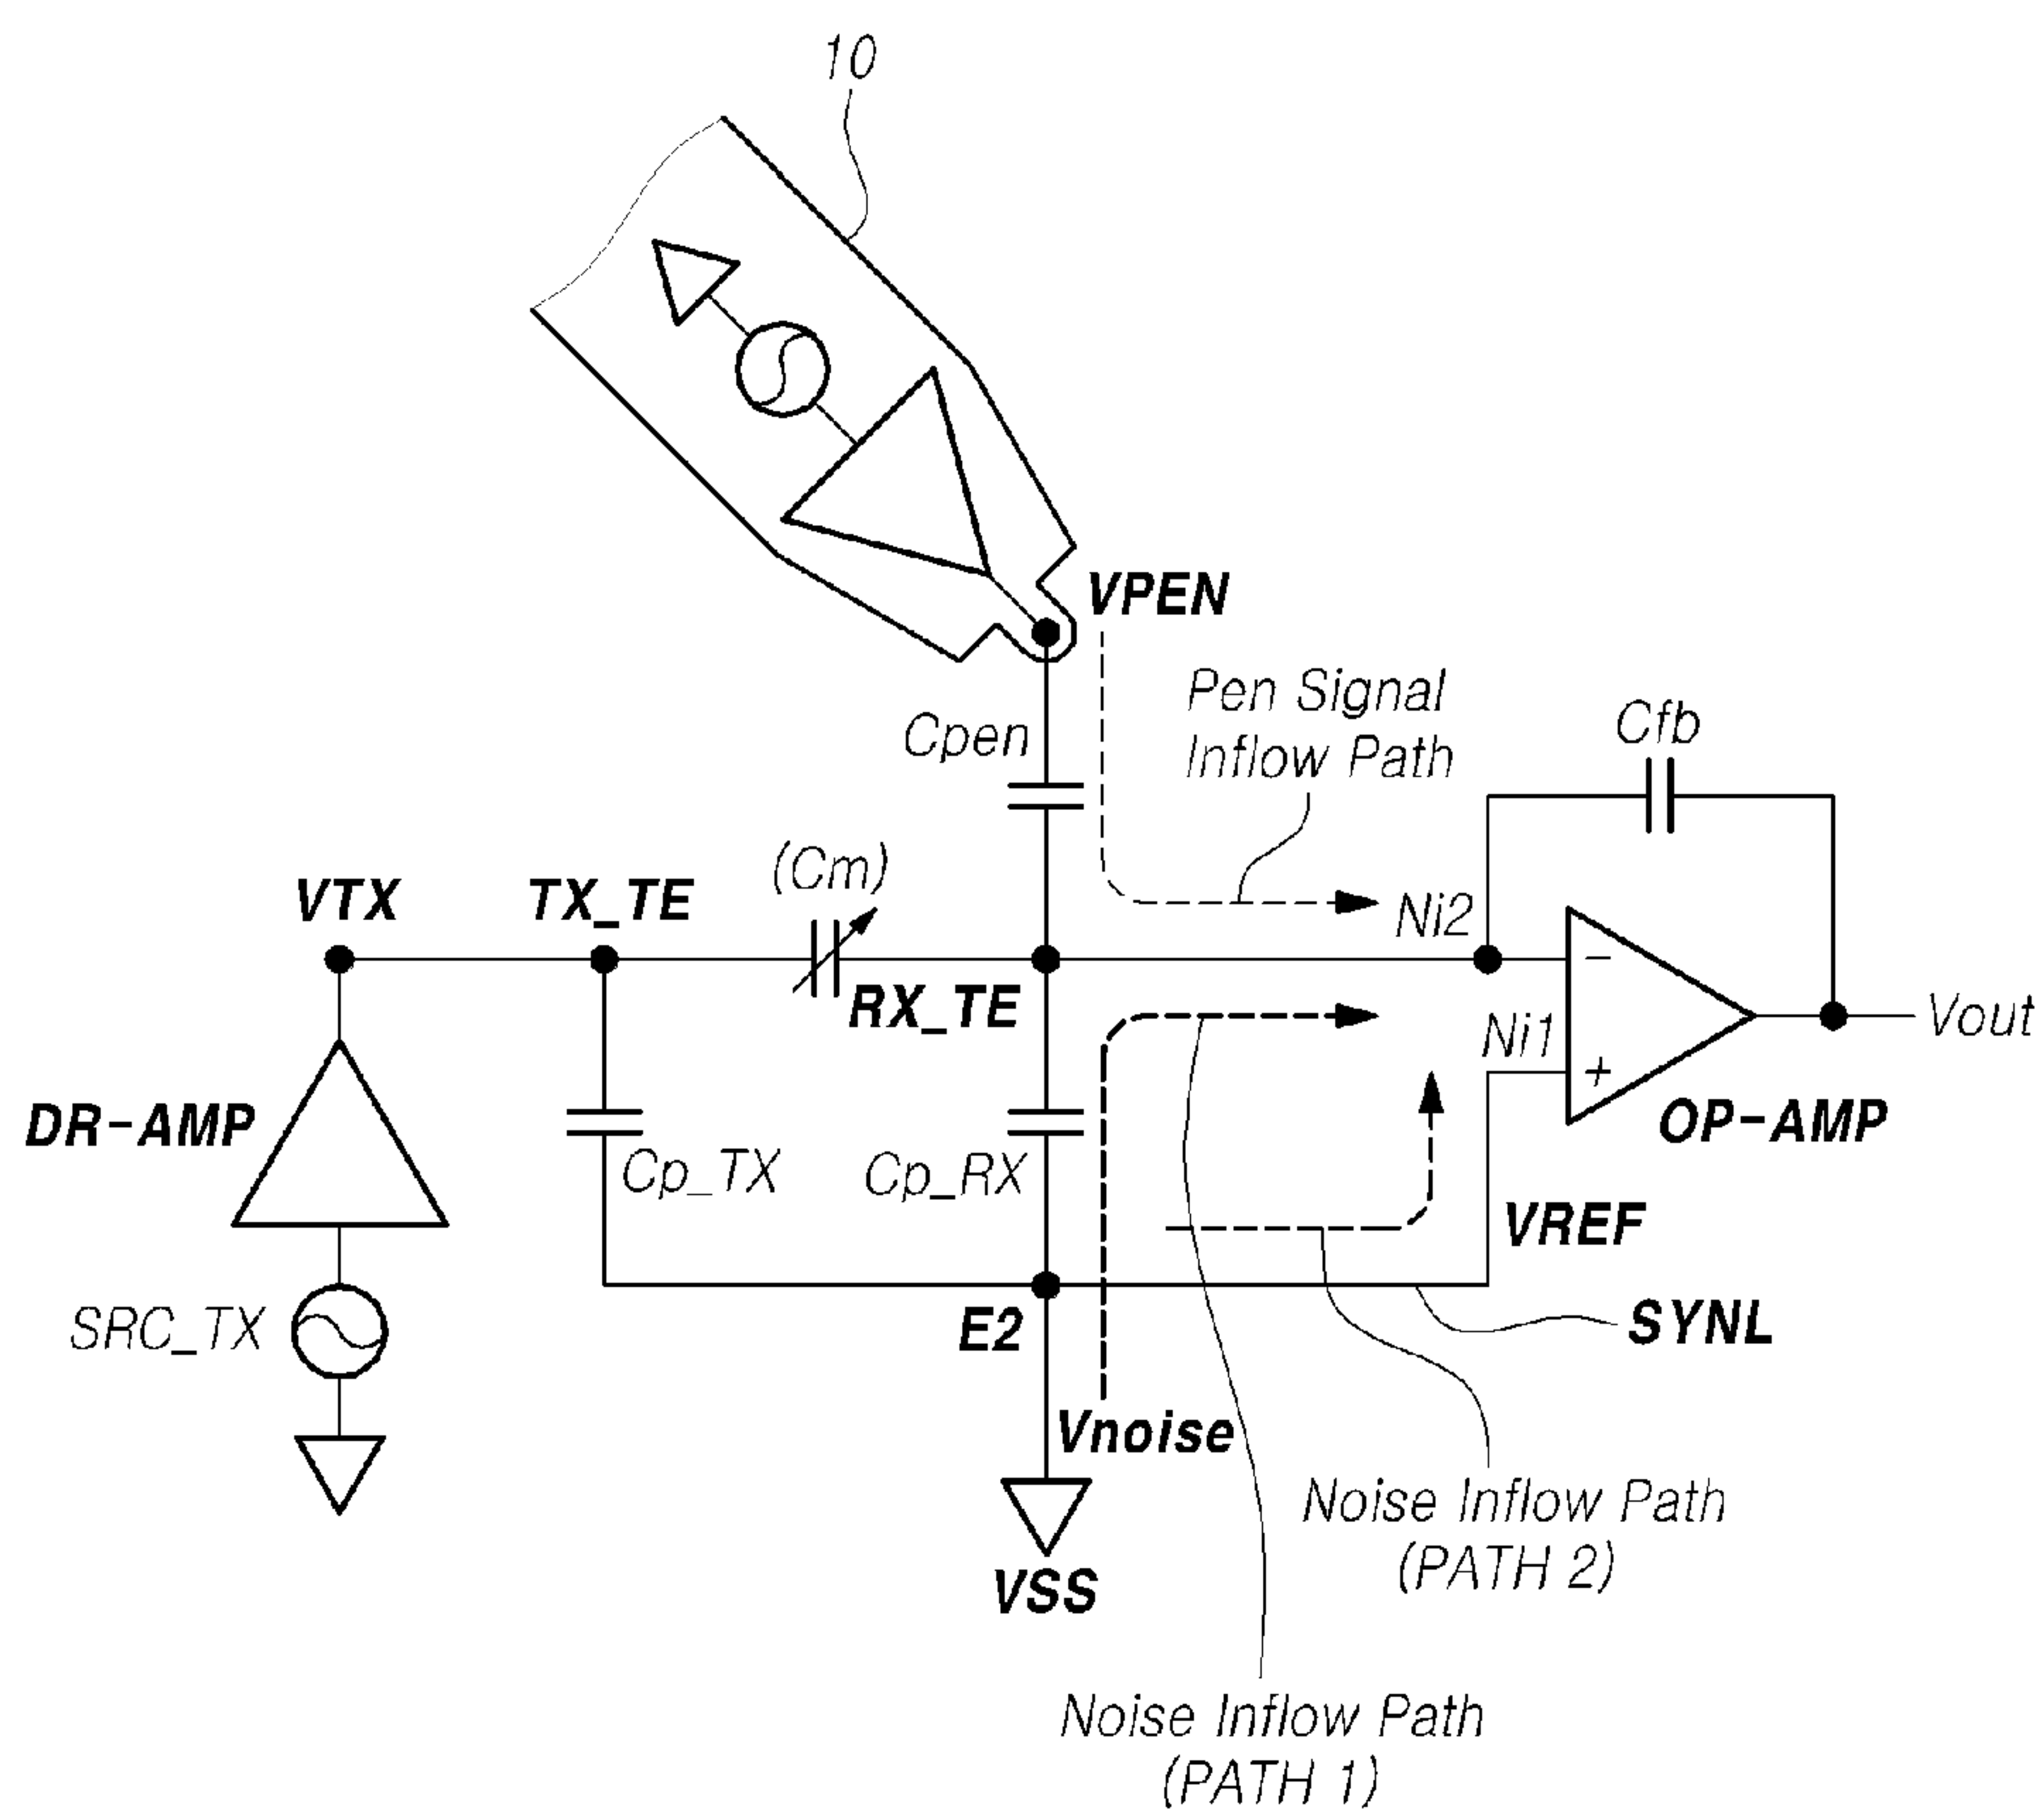 10
VPEN
Pen Signal
Inflow Path
Cpen
Cfb
(Cm)
VTX
TX_TE
Ni2
−
RX_TE
Ni1
Vout
+
DR-AMP
OP-AMP
Cp_TX
Cp_RX
VREF
SRC_TX
E2
SYNL
Vnoise
Noise Inflow Path
(PATH 2)
VSS
Noise Inflow Path
(PATH 1)